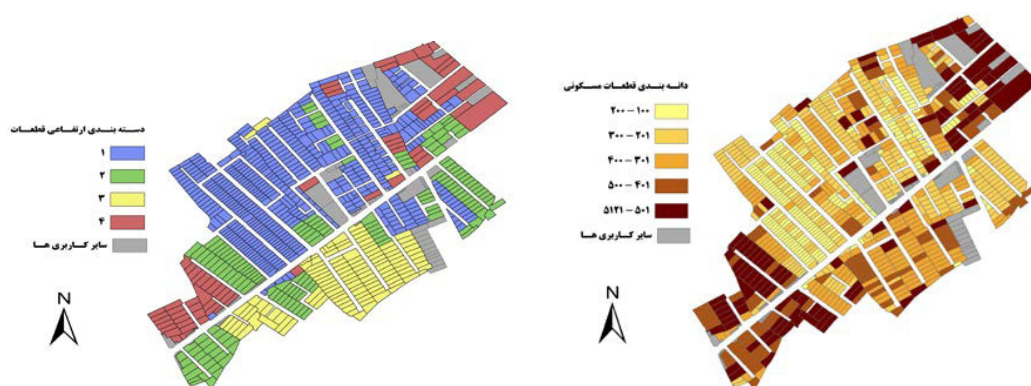 دسته بندی ارتفاعی قطعات
۱
۲
۳
۴
سایر کاربری ها
N
دانه بندی قطعات مسکونی
۲۰۰ – ۱۰۰
۳۰۰ – ۲۰۱
۴۰۰ – ۳۰۱
۵۰۰ – ۴۰۱
۵۱۲۱ – ۵۰۱
سایر کاربری ها
N